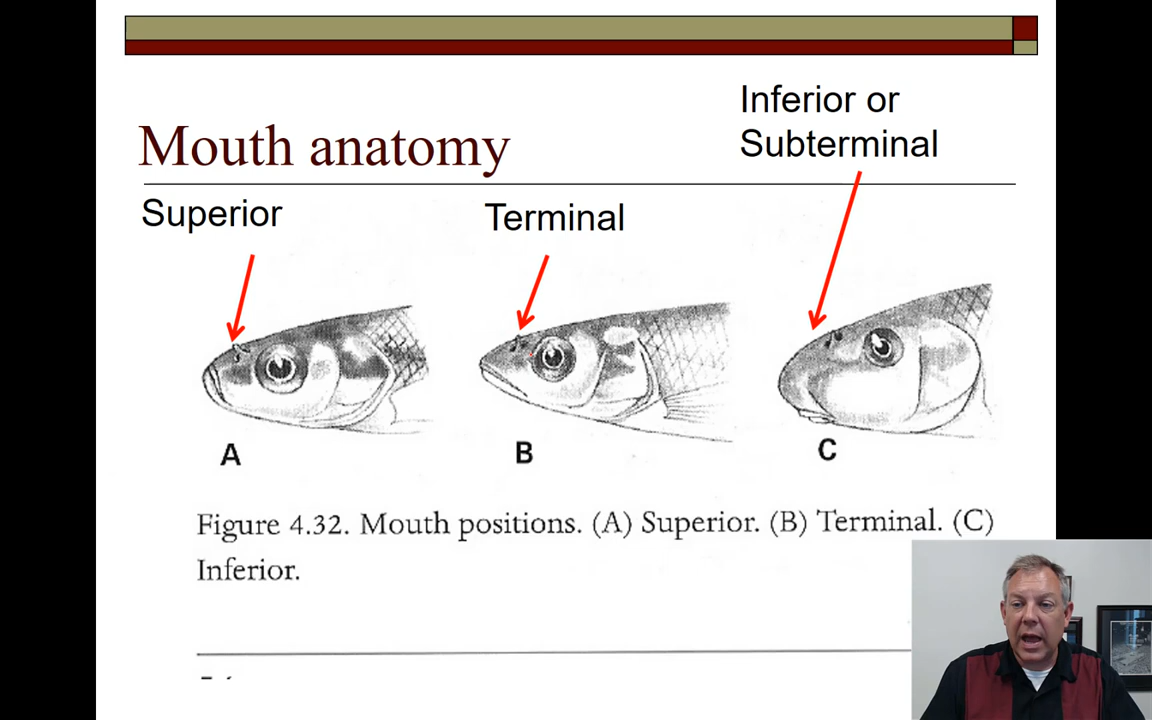 Inferior or
Subterminal
Mouth anatomy
Superior
Terminal
A
B
C
Figure 4.32. Mouth positions. (A) Superior. (B) Terminal. (C)
Inferior.